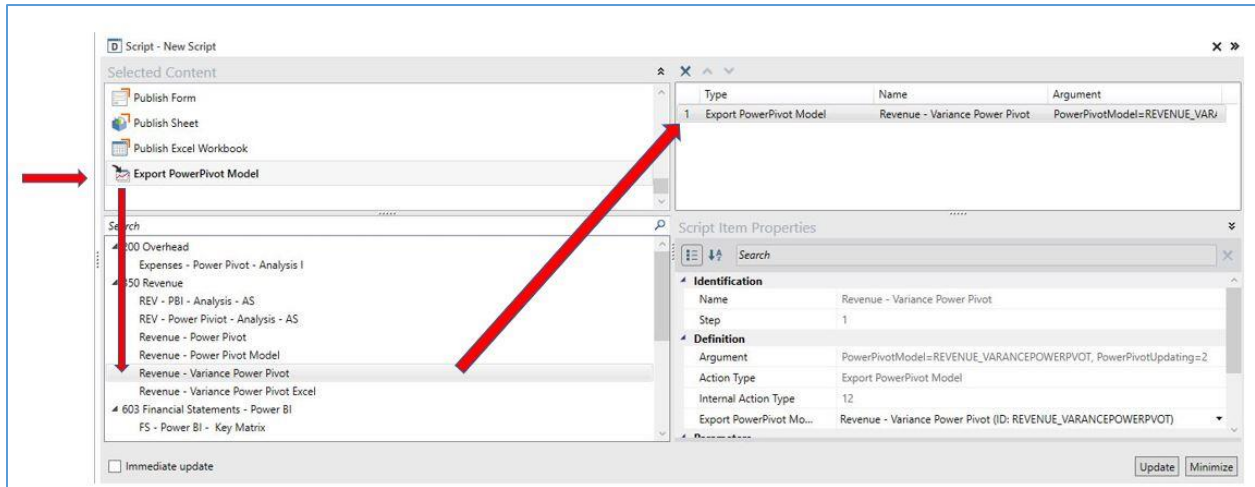 Script - New Script
Selected Content
Publish Form
Publish Sheet
Publish Excel Workbook
Export PowerPivot Model
Search
200 Overhead
Expenses - Power Pivot - Analysis I
350 Revenue
REV - PBI - Analysis - AS
REV - Power Piviot - Analysis - AS
Revenue - Power Pivot
Revenue - Power Pivot Model
Revenue - Variance Power Pivot
Revenue - Variance Power Pivot Excel
603 Financial Statements - Power BI
FS - Power BI - Key Matrix
Immediate update
Type Name Argument
1 Export PowerPivot Model Revenue - Variance Power Pivot PowerPivotModel=REVENUE_VARA
Script Item Properties
Search
Identification
Name Revenue - Variance Power Pivot
Step 1
Definition
Argument PowerPivotModel=REVENUE_VARANCEPOWERPVOT, PowerPivotUpdating=2
Action Type Export PowerPivot Model
Internal Action Type 12
Export PowerPivot Mo... Revenue - Variance Power Pivot (ID: REVENUE_VARANCEPOWERPVOT)
Parameters
Update Minimize